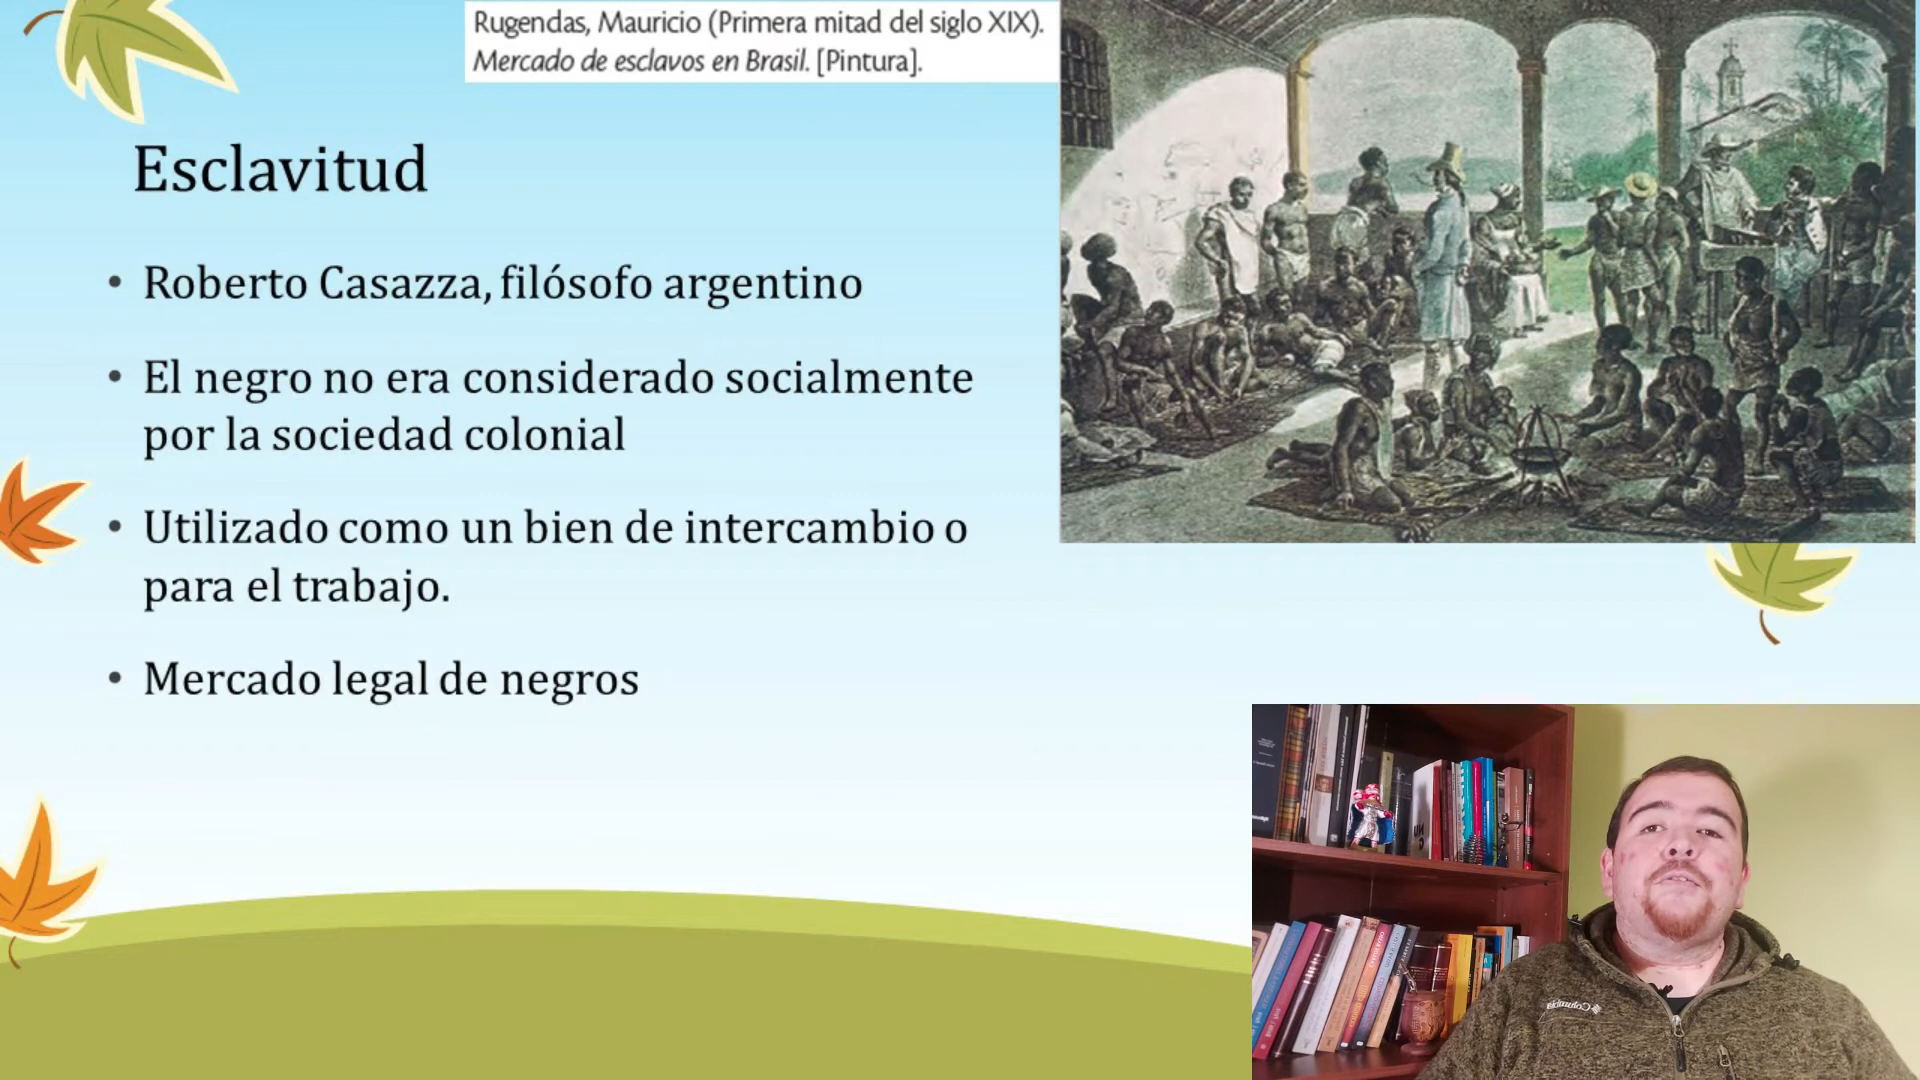 Rugendas, Mauricio (Primera mitad del siglo XIX).
Mercado de esclavos en Brasil. [Pintura].
Esclavitud
• Roberto Casazza, filósofo argentino
• El negro no era considerado socialmente
por la sociedad colonial
• Utilizado como un bien de intercambio o
para el trabajo.
• Mercado legal de negros
Columbia